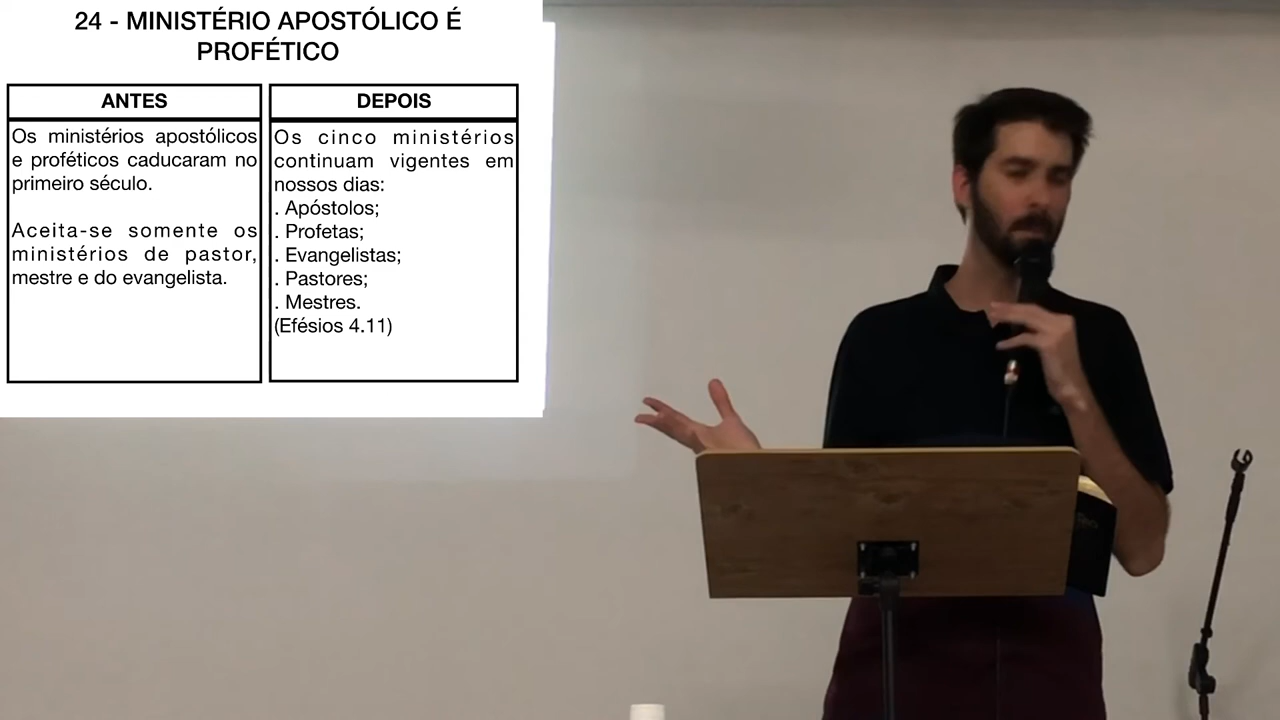 24 - MINISTÉRIO APOSTÓLICO É
PROFÉTICO
ANTES
Os ministérios apostólicos
e proféticos caducaram no
primeiro século.
Aceita-se somente os
ministérios de pastor,
mestre e do evangelista.
DEPOIS
Os cinco ministérios
continuam vigentes em
nossos dias:
. Apóstolos;
. Profetas;
. Evangelistas;
. Pastores;
. Mestres.
(Efésios 4.11)